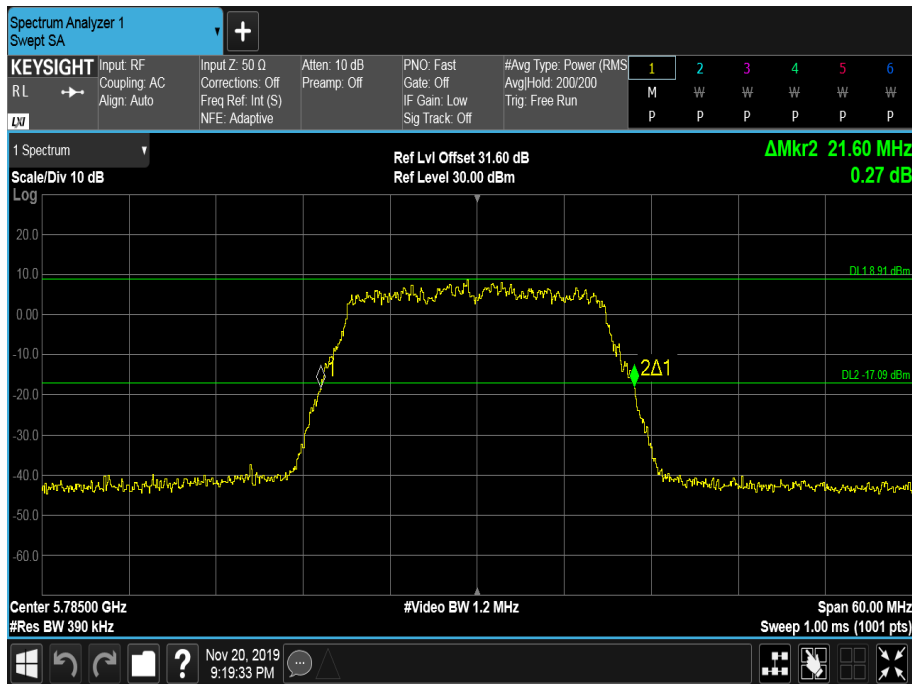 Spectrum Analyzer 1
Swept SA
KEYSIGHT
RL
LXI
Input: RF
Coupling: AC
Align: Auto
Input Z: 50 Ω
Corrections: Off
Freq Ref: Int (S)
NFE: Adaptive
Atten: 10 dB
Preamp: Off
PNO: Fast
Gate: Off
IF Gain: Low
Sig Track: Off
#Avg Type: Power (RMS
Avg|Hold: 200/200
Trig: Free Run
1 2 3 4 5 6
M W W W W W
P P P P P P
1 Spectrum
Scale/Div 10 dB
Ref Lvl Offset 31.60 dB
Ref Level 30.00 dBm
ΔMkr2 21.60 MHz
0.27 dB
Log
20.0
10.0
DL1 8.91 dBm
0.00
-10.0
1
2Δ1
DL2 -17.09 dBm
-20.0
-30.0
-40.0
-50.0
-60.0
Center 5.78500 GHz
#Video BW 1.2 MHz
Span 60.00 MHz
#Res BW 390 kHz
Sweep 1.00 ms (1001 pts)
?
Nov 20, 2019
9:19:33 PM